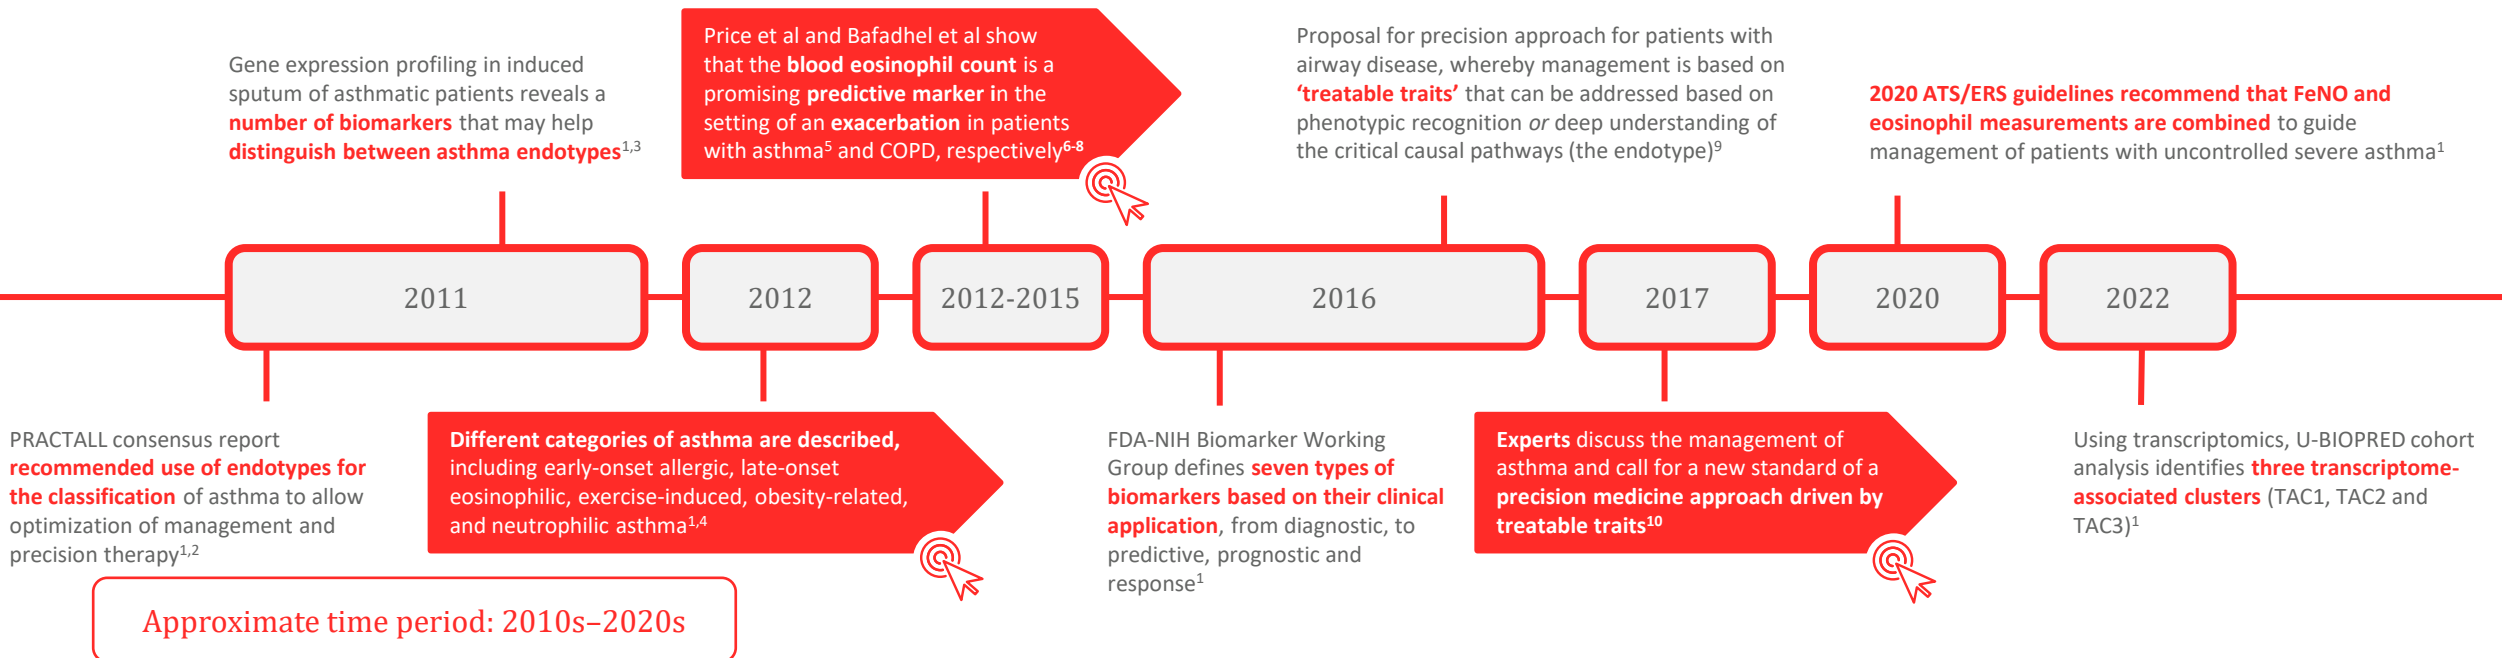 Gene expression profiling in induced
sputum of asthmatic patients reveals a
number of biomarkers that may help
distinguish between asthma endotypes1,3
Price et al and Bafadhel et al show
that the blood eosinophil count is a
promising predictive marker in the
setting of an exacerbation in patients
with asthma5 and COPD, respectively6-8
Proposal for precision approach for patients with
airway disease, whereby management is based on
‘treatable traits’ that can be addressed based on
phenotypic recognition or deep understanding of
the critical causal pathways (the endotype)9
2020 ATS/ERS guidelines recommend that FeNO and
eosinophil measurements are combined to guide
management of patients with uncontrolled severe asthma1
2011
2012
2012-2015
2016
2017
2020
2022
PRACTALL consensus report
recommended use of endotypes for
the classification of asthma to allow
optimization of management and
precision therapy1,2
Different categories of asthma are described,
including early-onset allergic, late-onset
eosinophilic, exercise-induced, obesity-related,
and neutrophilic asthma1,4
FDA-NIH Biomarker Working
Group defines seven types of
biomarkers based on their clinical
application, from diagnostic, to
predictive, prognostic and
response1
Experts discuss the management of
asthma and call for a new standard of a
precision medicine approach driven by
treatable traits10
Using transcriptomics, U-BIOPRED cohort
analysis identifies three transcriptome-
associated clusters (TAC1, TAC2 and
TAC3)1
Approximate time period: 2010s–2020s